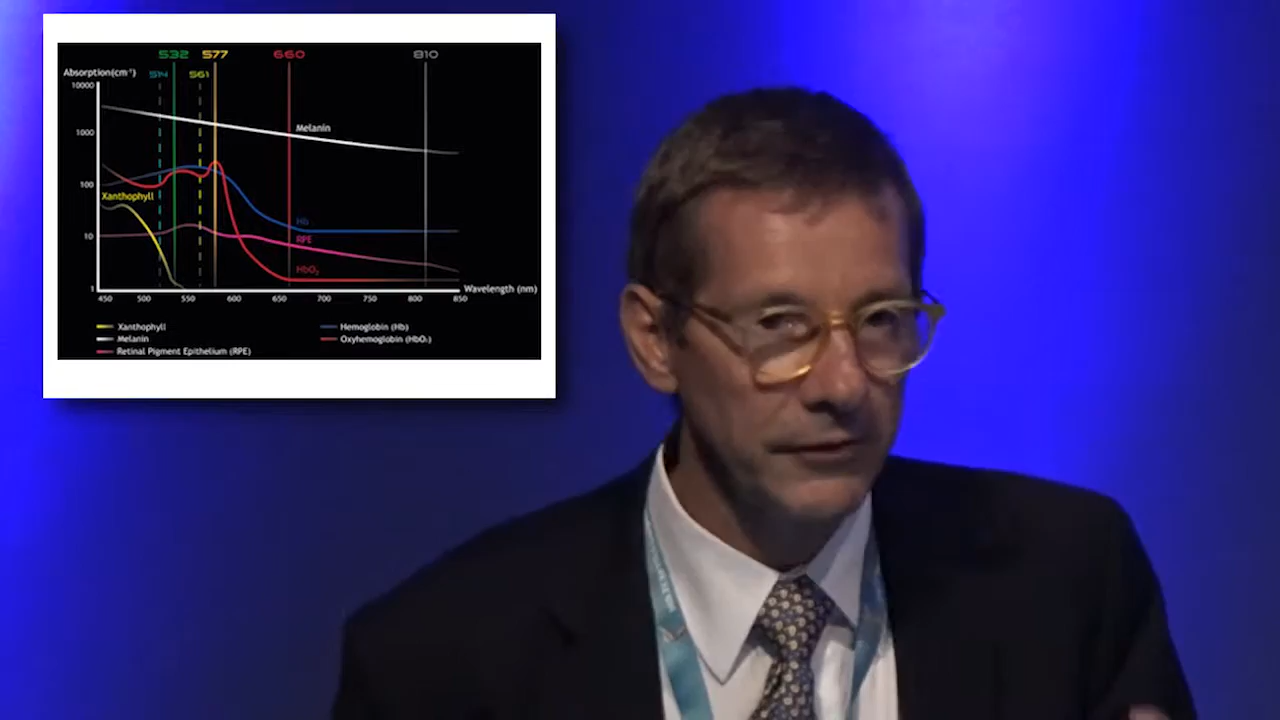 532 577 660 810
Absorption(cm⁻¹) 514 561
10000
1000
Melanin
100
Xanthophyll
Hb
10
RPE
HbO₂
1
Wavelength (nm)
450 500 550 600 650 700 750 800 850
Xanthophyll
Melanin
Retinal Pigment Epithelium (RPE)
Hemoglobin (Hb)
Oxyhemoglobin (HbO₂)